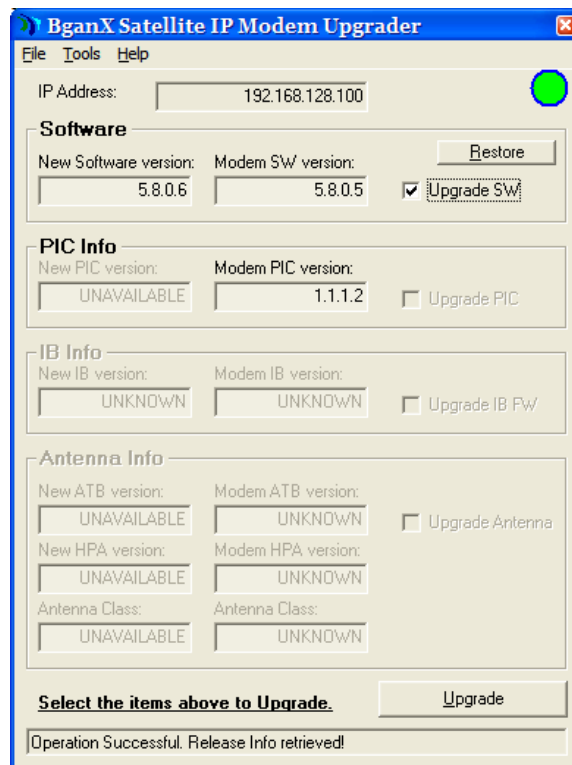 BganX Satellite IP Modem Upgrader
File Tools Help
IP Address: 192.168.128.100
Software
Restore
New Software version: Modem SW version:
5.8.0.6 5.8.0.5 Upgrade SW
PIC Info
New PIC version: Modem PIC version:
UNAVAILABLE 1.1.1.2 Upgrade PIC
IB Info
New IB version: Modem IB version:
UNKNOWN UNKNOWN Upgrade IB FW
Antenna Info
New ATB version: Modem ATB version:
UNAVAILABLE UNKNOWN Upgrade Antenna
New HPA version: Modem HPA version:
UNAVAILABLE UNKNOWN
Antenna Class: Antenna Class:
UNAVAILABLE UNKNOWN
Select the items above to Upgrade. Upgrade
Operation Successful. Release Info retrieved!